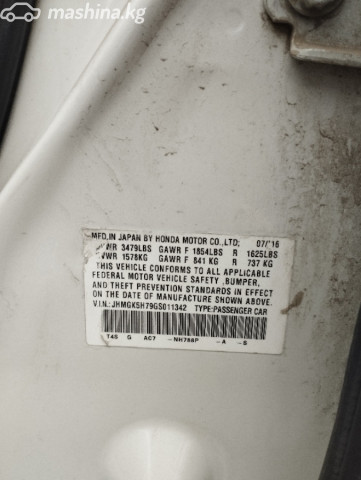 mashina.kg
MFD.IN JAPAN BY HONDA MOTOR CO.,LTD; 07/'16
GVWR 3479LBS GAWR F 1854LBS R 1625LBS
GVWR 1578KG GAWR F 841 KG R 737 KG
THIS VEHICLE CONFORMS TO ALL APPLICABLE
FEDERAL MOTOR VEHICLE SAFETY ,BUMPER,
AND THEFT PREVENTION STANDARDS IN EFFECT
ON THE DATE OF MANUFACTURE SHOWN ABOVE.
V.I.N.:JHMGK5H79GS011342 TYPE:PASSENGER CAR
T4S G AC7 -NH788P -A -S